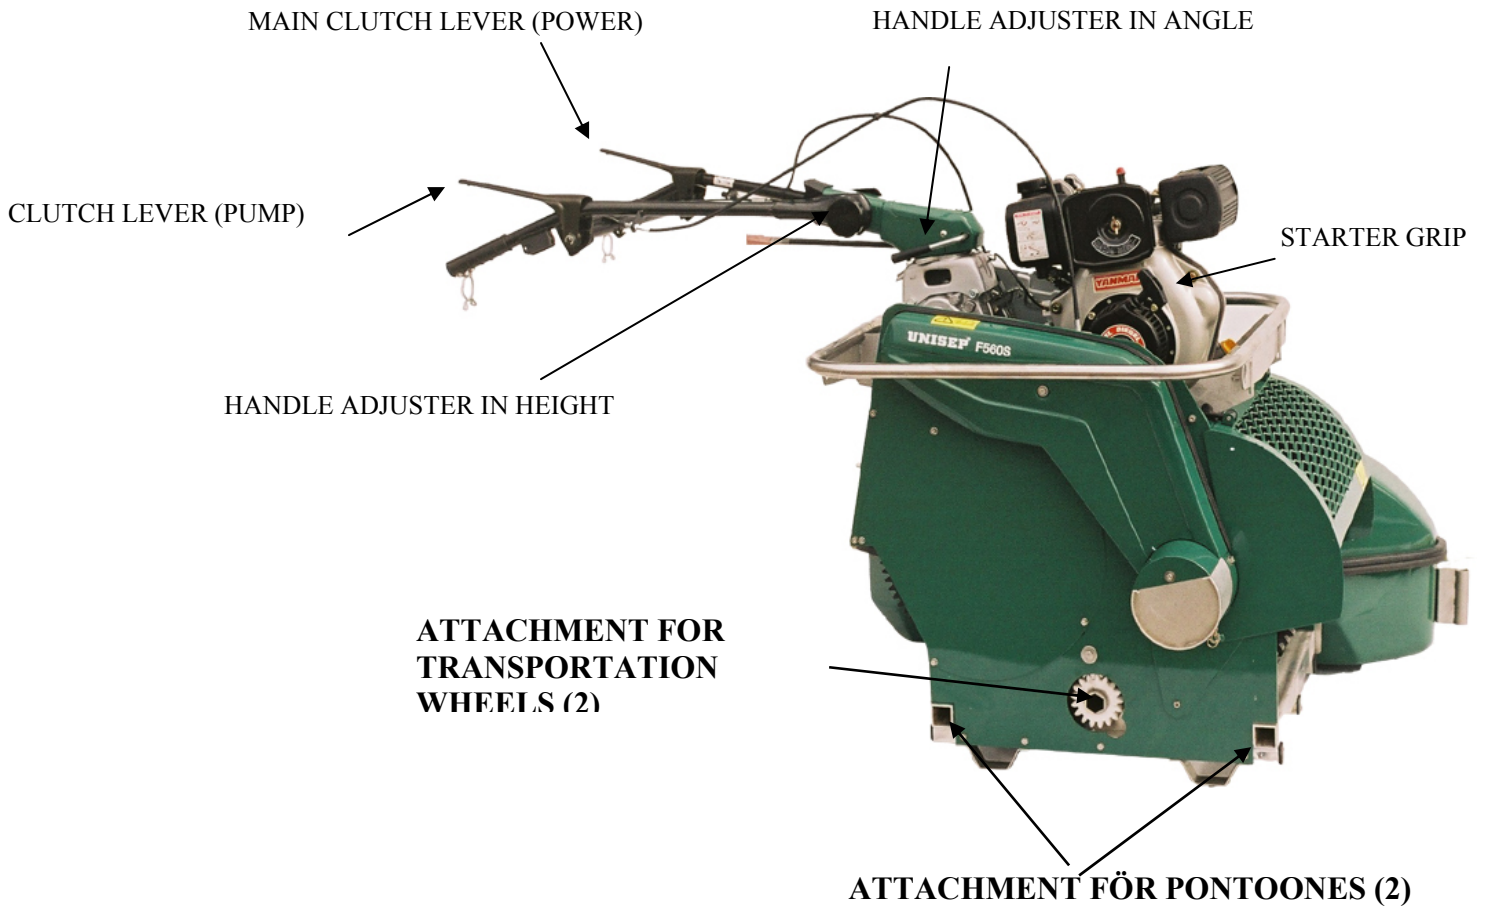 MAIN CLUTCH LEVER (POWER)
HANDLE ADJUSTER IN ANGLE
CLUTCH LEVER (PUMP)
STARTER GRIP
YANMAR
UNISEP F560S
HANDLE ADJUSTER IN HEIGHT
ATTACHMENT FOR
TRANSPORTATION
WHEELS (2)
ATTACHMENT FÖR PONTOONES (2)